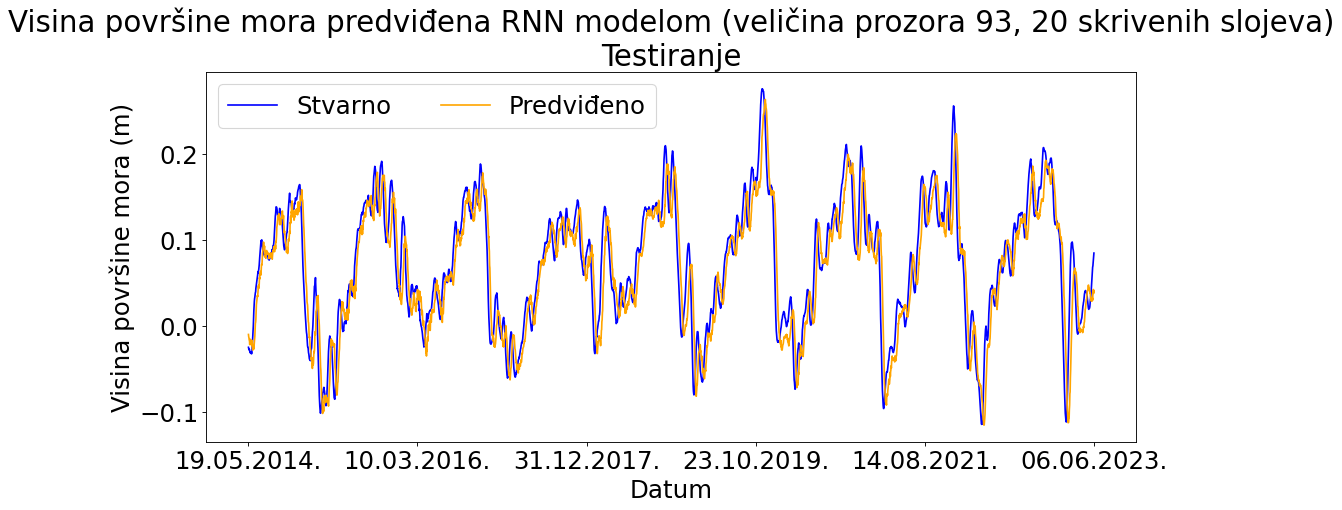 Visina površine mora predviđena RNN modelom (veličina prozora 93, 20 skrivenih slojeva)
Testiranje
Stvarno Predviđeno
Visina površine mora (m)
0.2
0.1
0.0
−0.1
19.05.2014. 10.03.2016. 31.12.2017. 23.10.2019. 14.08.2021. 06.06.2023.
Datum